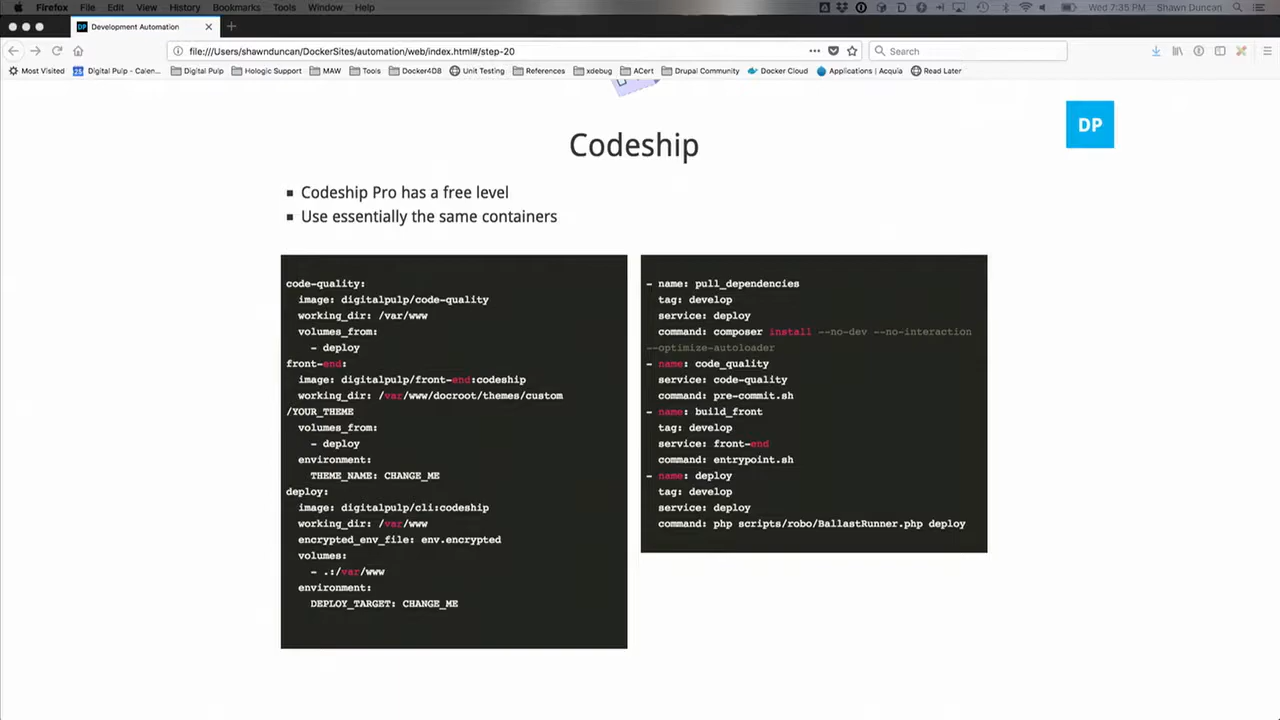 Firefox File Edit View History Bookmarks Tools Window Help
Wed 7:35 PM Shawn Duncan
DP Development Automation
file:///Users/shawnduncan/DockerSites/automation/web/index.html#/step-20
Search
Most Visited Digital Pulp - Calen... Digital Pulp Hologic Support MAW Tools Docker4D8 Unit Testing References xdebug ACert Drupal Community Docker Cloud Applications | Acquia Read Later
DP
Codeship
Codeship Pro has a free level
Use essentially the same containers
code-quality:
image: digitalpulp/code-quality
working_dir: /var/www
volumes_from:
- deploy
front-end:
image: digitalpulp/front-end:codeship
working_dir: /var/www/docroot/themes/custom
/YOUR_THEME
volumes_from:
- deploy
environment:
THEME_NAME: CHANGE_ME
deploy:
image: digitalpulp/cli:codeship
working_dir: /var/www
encrypted_env_file: env.encrypted
volumes:
- .:/var/www
environment:
DEPLOY_TARGET: CHANGE_ME
- name: pull_dependencies
tag: develop
service: deploy
command: composer install --no-dev --no-interaction
--optimize-autoloader
- name: code_quality
service: code-quality
command: pre-commit.sh
- name: build_front
tag: develop
service: front-end
command: entrypoint.sh
- name: deploy
tag: develop
service: deploy
command: php scripts/robo/BallastRunner.php deploy